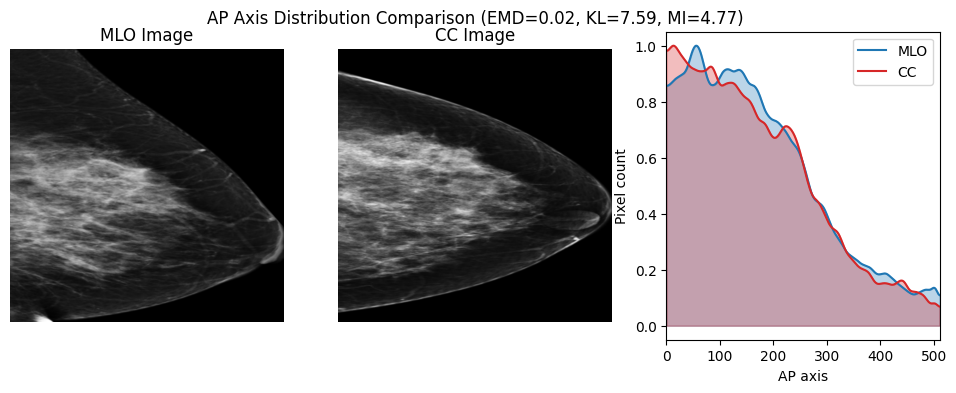 AP Axis Distribution Comparison (EMD=0.02, KL=7.59, MI=4.77)
MLO Image
CC Image
MLO
CC
Pixel count
1.0
0.8
0.6
0.4
0.2
0.0
0 100 200 300 400 500
AP axis